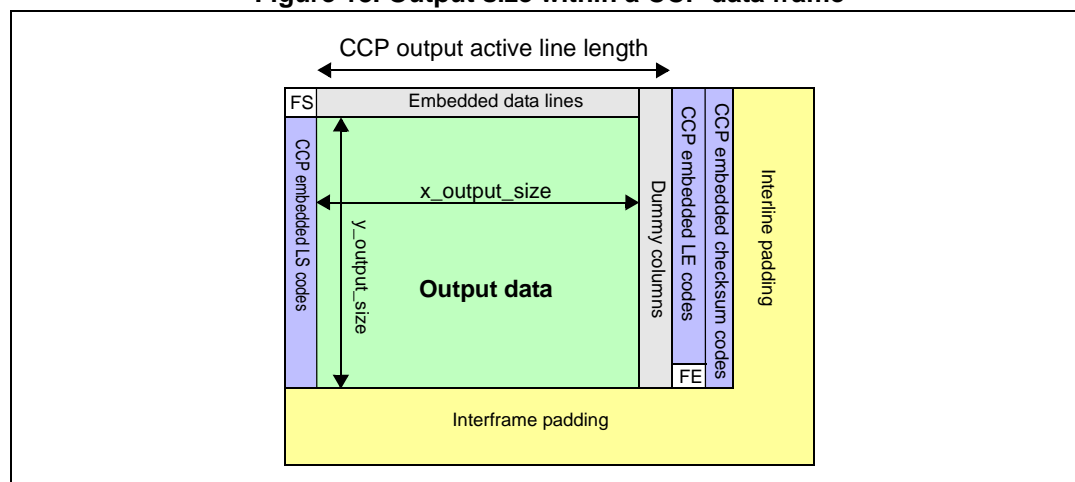 Figure Output size within a CCP data frame
CCP output active line length
FS
Embedded data lines
CCP embedded LS codes
x_output_size
y_output_size
Output data
Dummy columns
CCP embedded LE codes
FE
CCP embedded checksum codes
Interline padding
Interframe padding